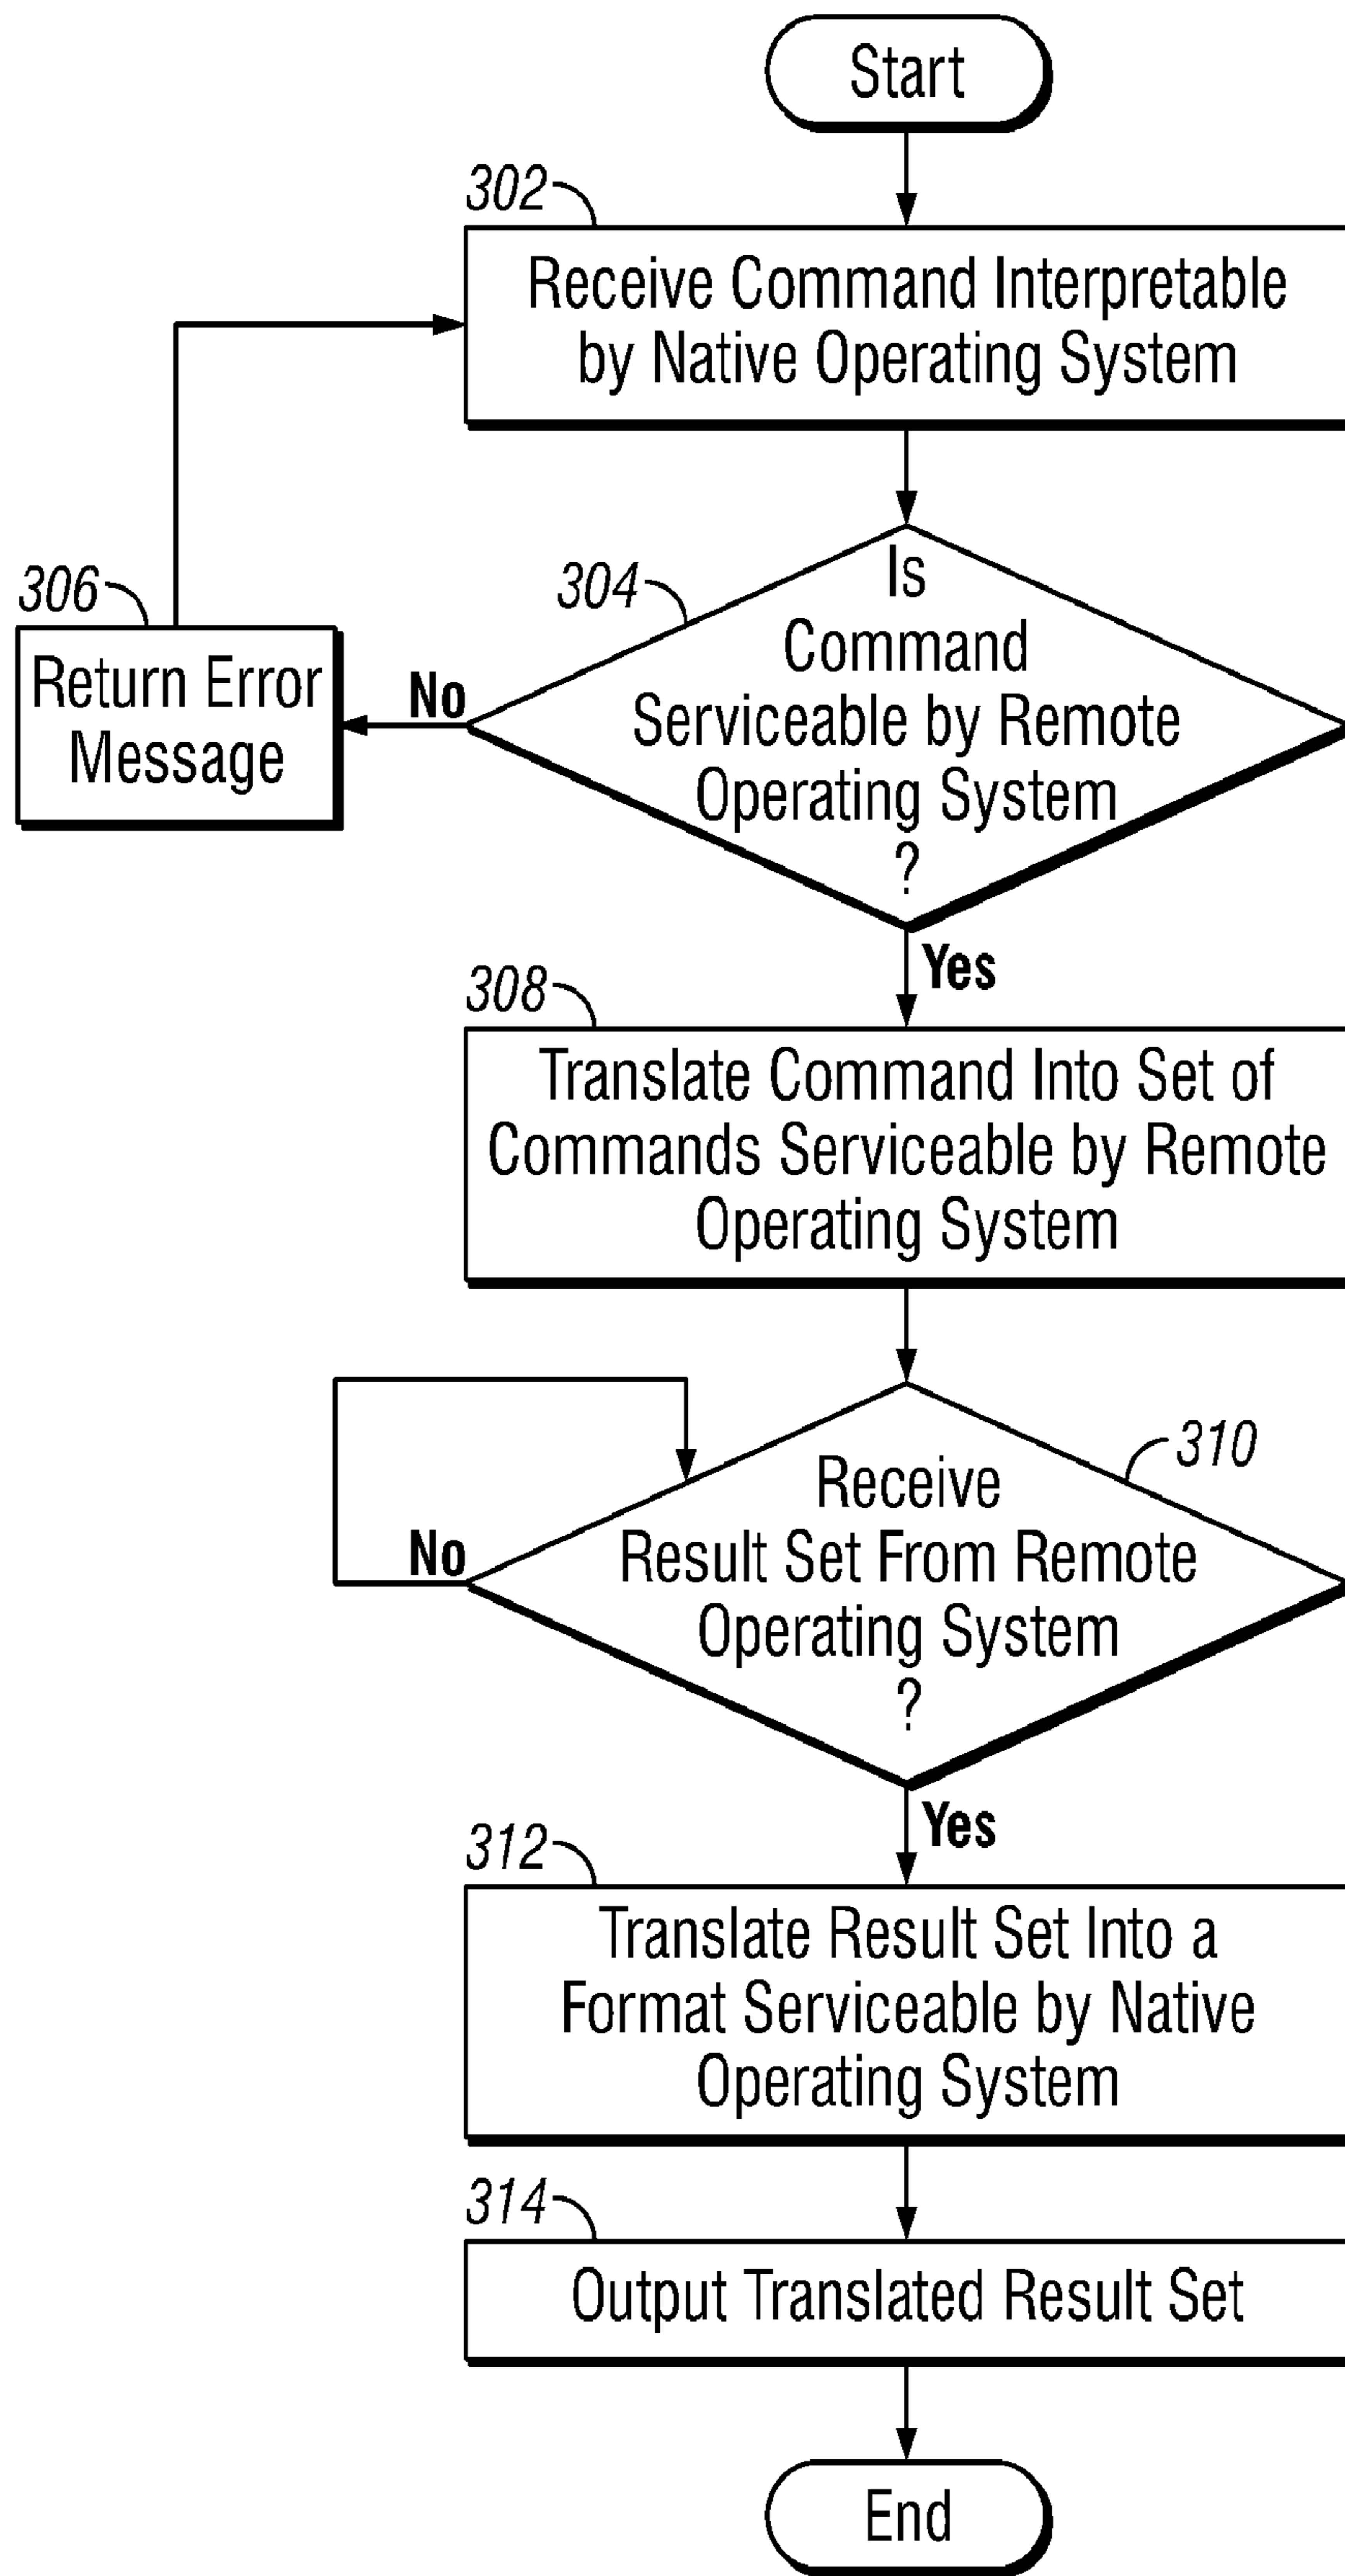 Start
302
Receive Command Interpretable
by Native Operating System
304
Is
Command
Serviceable by Remote
Operating System
?
No
306
Return Error
Message
Yes
308
Translate Command Into Set of
Commands Serviceable by Remote
Operating System
310
Receive
Result Set From Remote
Operating System
?
No
Yes
312
Translate Result Set Into a
Format Serviceable by Native
Operating System
314
Output Translated Result Set
End